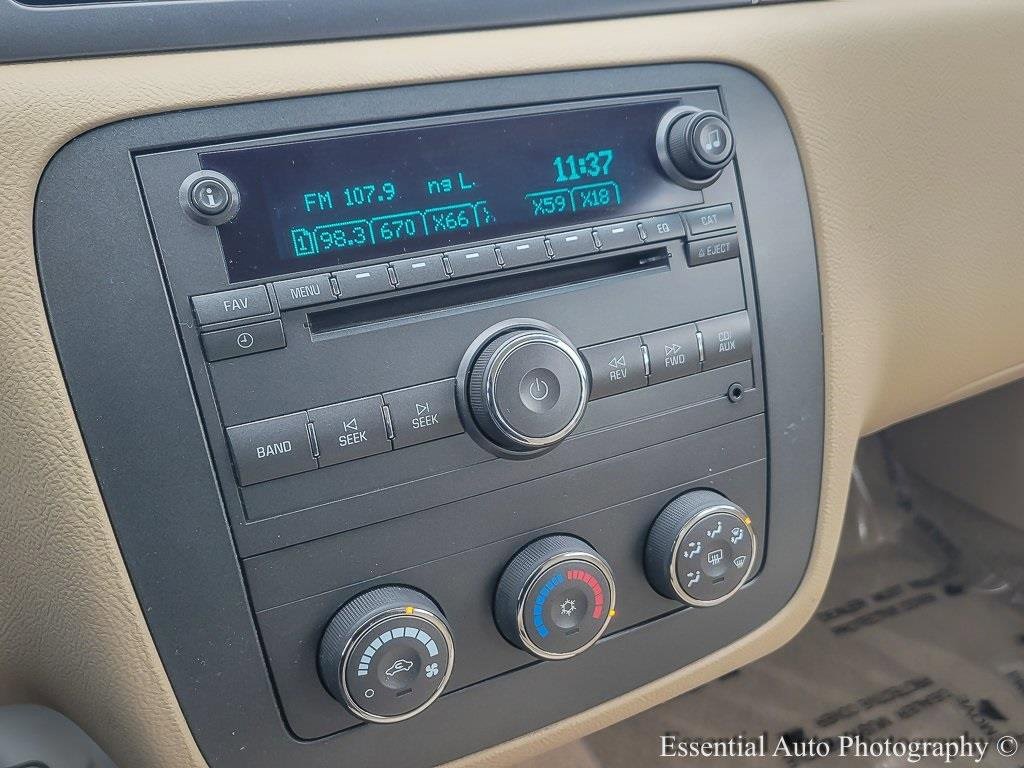 FM 107.9 ng L. 11:37
1 98.3 670 X66 X59 X18
MENU EQ CAT
FAV EJECT
REV FWD CD/AUX
BAND SEEK SEEK
Essential Auto Photography ©